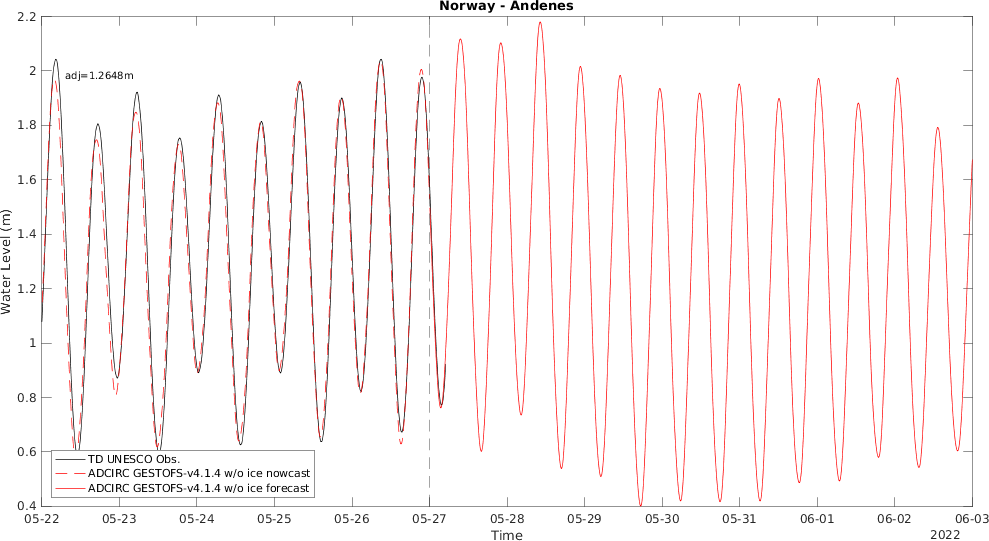 Norway - Andenes
2.2
2
1.8
1.6
1.4
1.2
1
0.8
0.6
0.4
Water Level (m)
adj=1.2648m
TD UNESCO Obs.
ADCIRC GESTOFS-v4.1.4 w/o ice nowcast
ADCIRC GESTOFS-v4.1.4 w/o ice forecast
05-22 05-23 05-24 05-25 05-26 05-27 05-28 05-29 05-30 05-31 06-01 06-02 06-03
Time
2022